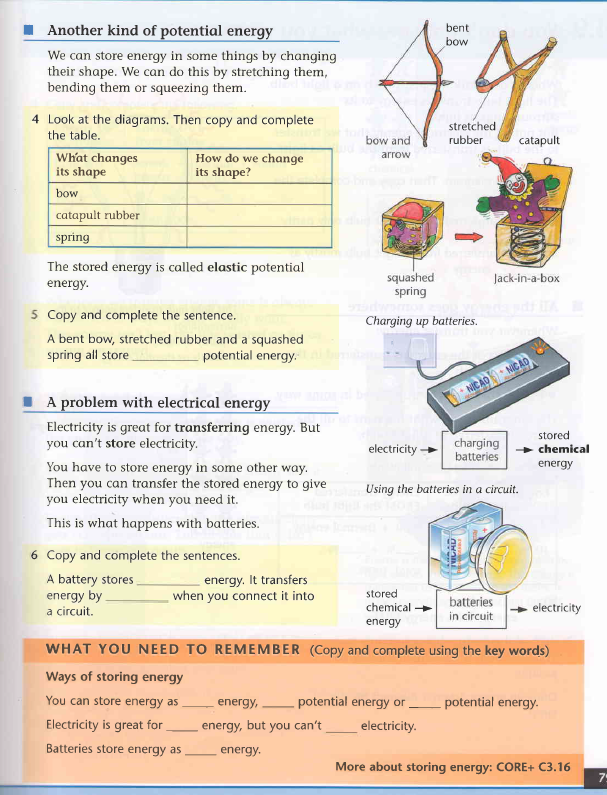 Another kind of potential energy
We can store energy in some things by changing
their shape. We can do this by stretching them,
bending them or squeezing them.
4 Look at the diagrams. Then copy and complete
the table.
What changes
its shape
How do we change
its shape?
bow
catapult rubber
spring
The stored energy is called elastic potential
energy.
5 Copy and complete the sentence.
A bent bow, stretched rubber and a squashed
spring all store __________ potential energy.
bent
bow
bow and
arrow
stretched
rubber
catapult
squashed
spring
Jack-in-a-box
A problem with electrical energy
Electricity is great for transferring energy. But
you can't store electricity.
You have to store energy in some other way.
Then you can transfer the stored energy to give
you electricity when you need it.
This is what happens with batteries.
6 Copy and complete the sentences.
A battery stores __________ energy. It transfers
energy by __________ when you connect it into
a circuit.
Charging up batteries.
NICAD
NICAD
electricity
charging
batteries
stored
chemical
energy
Using the batteries in a circuit.
NICAD
stored
chemical
energy
batteries
in circuit
electricity
WHAT YOU NEED TO REMEMBER (Copy and complete using the key words)
Ways of storing energy
You can store energy as _____ energy, _____ potential energy or _____ potential energy.
Electricity is great for _____ energy, but you can't _____ electricity.
Batteries store energy as _____ energy.
More about storing energy: CORE+ C3.16